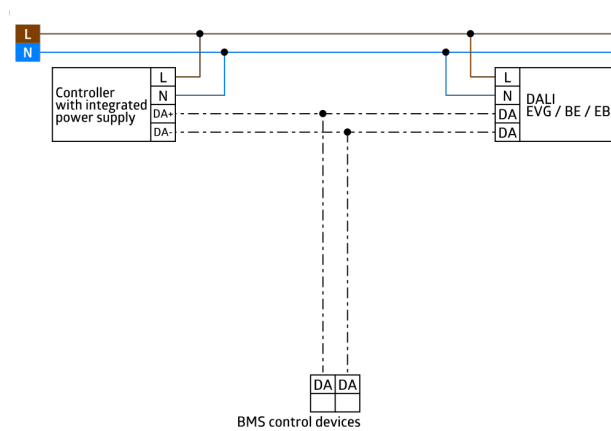 L
N
Controller
with integrated
power supply
L
N
DA+
DA-
L
N
DA
DA
DALI
EVG / BE / EB
DA DA
BMS control devices